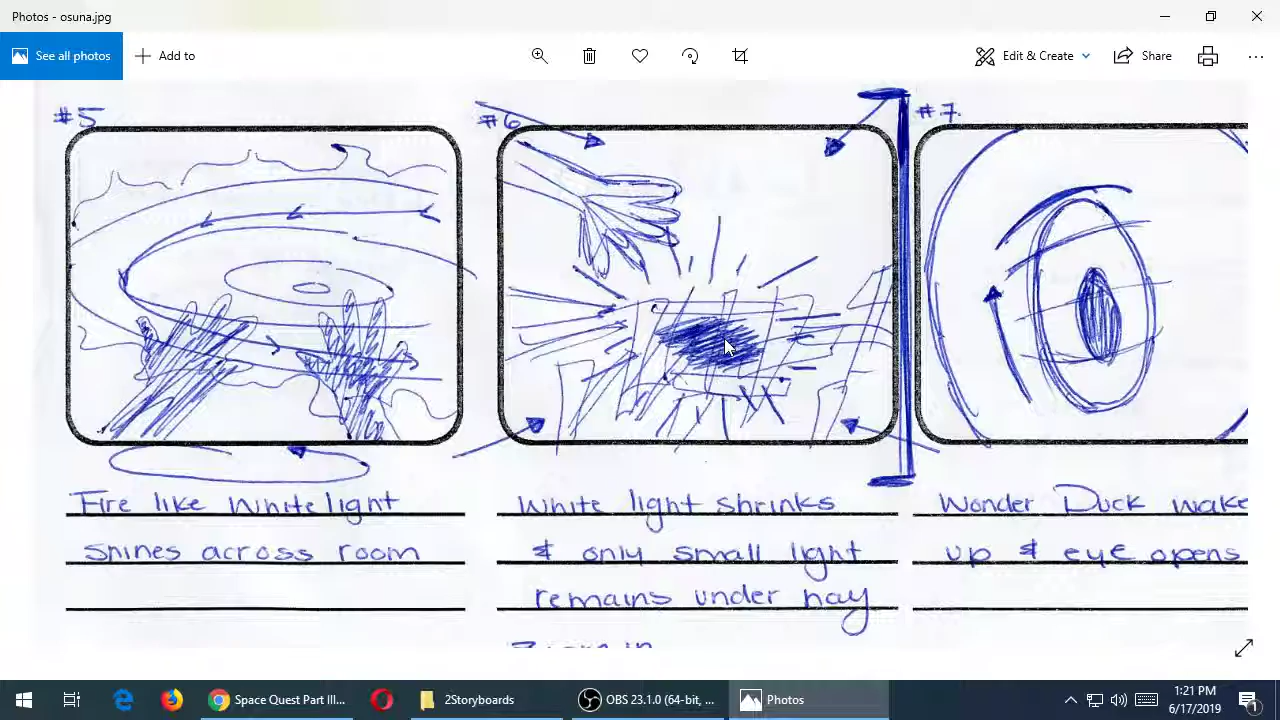 Photos - osuna.jpg
See all photos
Add to
Edit & Create
Share
#5
#6
#7.
Fire like White light
shines across room
White light shrinks
& only small light
remains under hay
Wonder Duck wake
up & eye opens
Space Quest Part III...
2Storyboards
OBS 23.1.0 (64-bit, ...
Photos
1:21 PM
6/17/2019
1